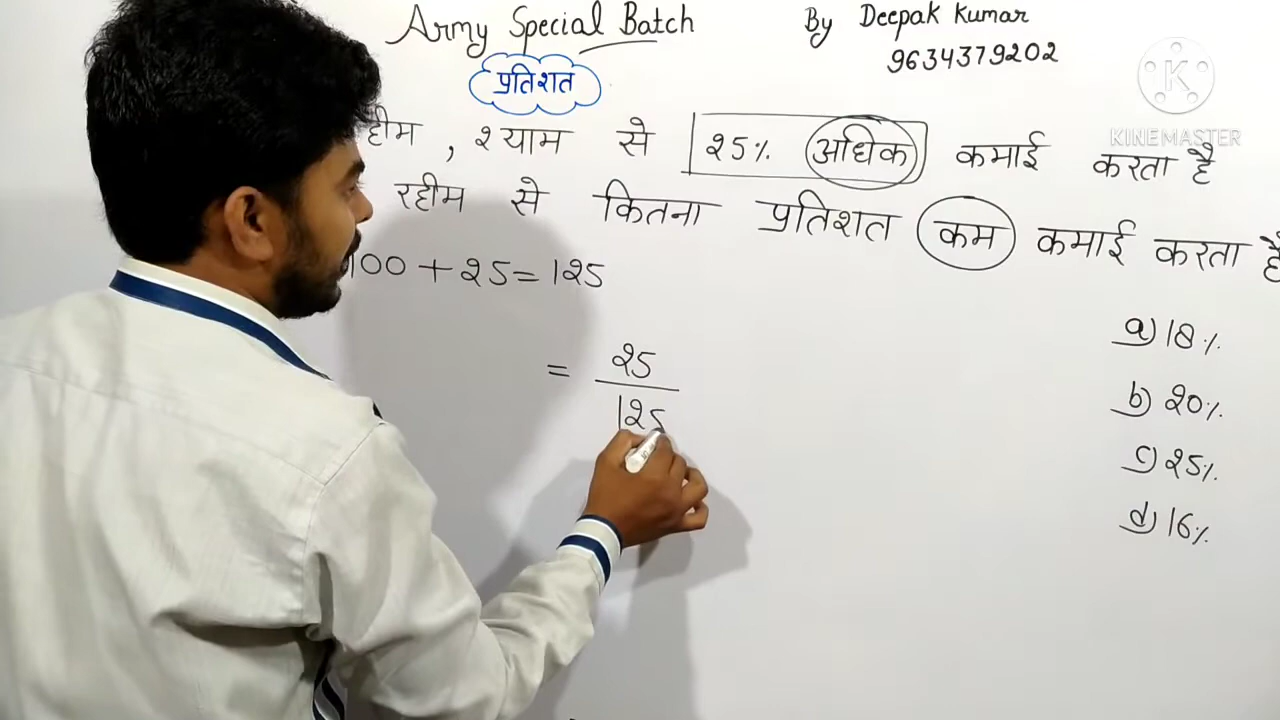 Army Special Batch
By Deepak Kumar
9634379202
प्रतिशत
, श्याम से 25% अधिक कमाई करता है
रहीम से कितना प्रतिशत कम कमाई करता है
100 + 25 = 125
= 25
125
a) 18%
b) 20%
c) 25%
d) 16%
KINEMASTER